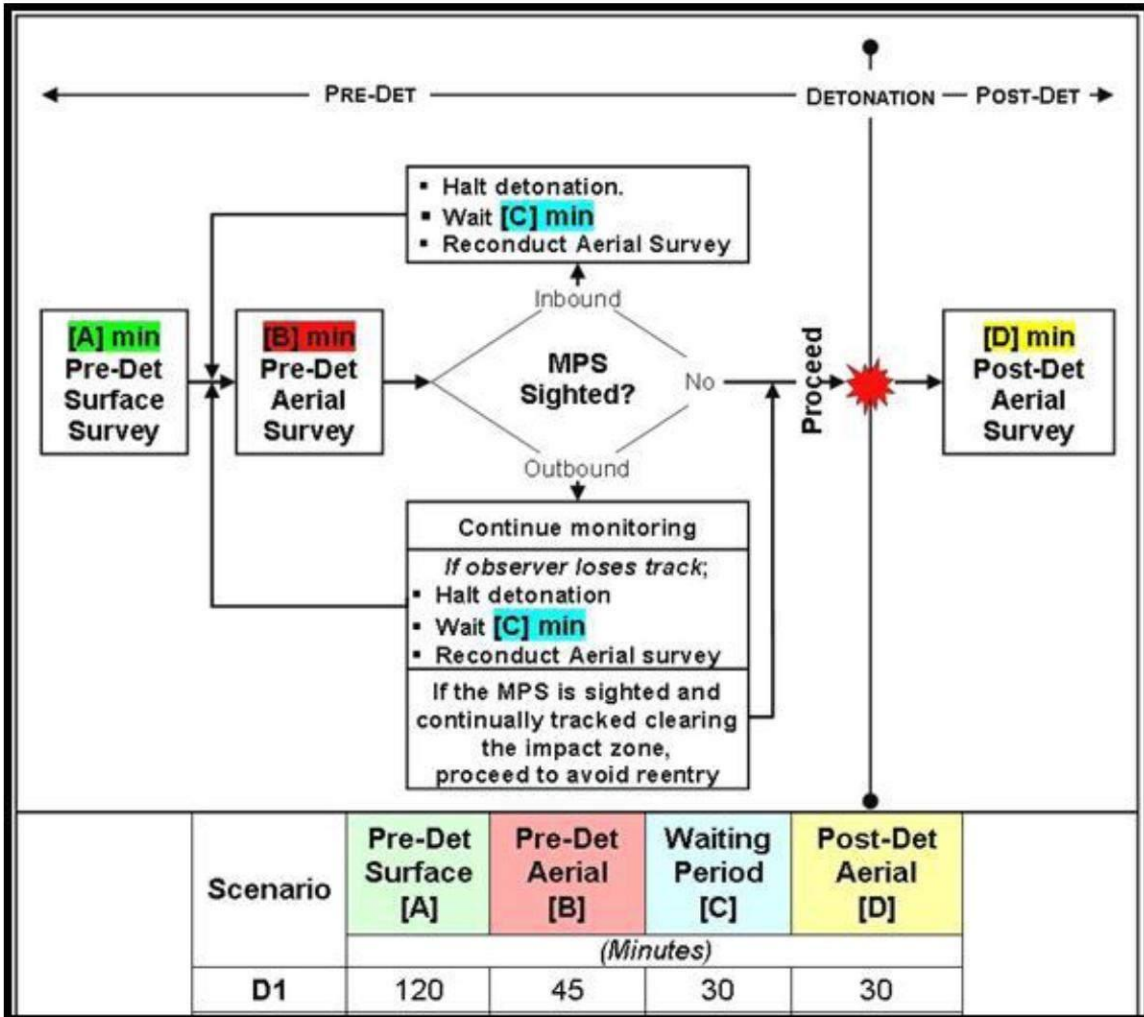 PRE-DET
DETONATION
POST-DET
▪ Halt detonation.
▪ Wait [C] min
▪ Reconduct Aerial Survey
Inbound
[A] min
Pre-Det
Surface
Survey
[B] min
Pre-Det
Aerial
Survey
MPS
Sighted?
No
Proceed
[D] min
Post-Det
Aerial
Survey
Outbound
Continue monitoring
If observer loses track;
▪ Halt detonation
▪ Wait [C] min
▪ Reconduct Aerial survey
If the MPS is sighted and
continually tracked clearing
the impact zone,
proceed to avoid reentry
Scenario
Pre-Det
Surface
[A]
Pre-Det
Aerial
[B]
Waiting
Period
[C]
Post-Det
Aerial
[D]
(Minutes)
D1 120 45 30 30